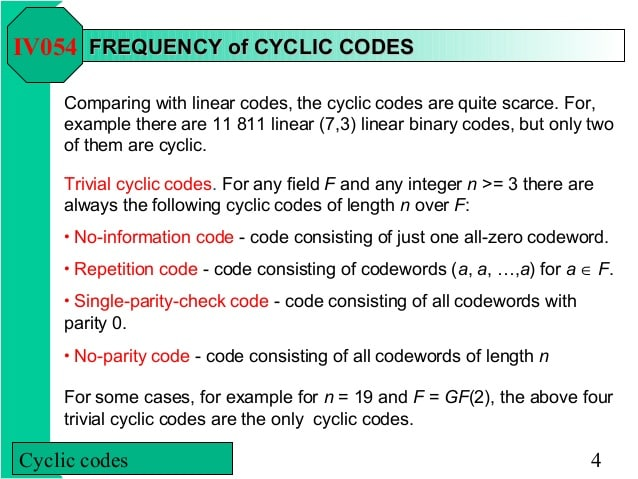 IV054 FREQUENCY of CYCLIC CODES
Comparing with linear codes, the cyclic codes are quite scarce. For,
example there are 11 811 linear (7,3) linear binary codes, but only two
of them are cyclic.
Trivial cyclic codes. For any field F and any integer n >= 3 there are
always the following cyclic codes of length n over F:
• No-information code - code consisting of just one all-zero codeword.
• Repetition code - code consisting of codewords (a, a, …,a) for a ∈ F.
• Single-parity-check code - code consisting of all codewords with
parity 0.
• No-parity code - code consisting of all codewords of length n
For some cases, for example for n = 19 and F = GF(2), the above four
trivial cyclic codes are the only cyclic codes.
Cyclic codes 4